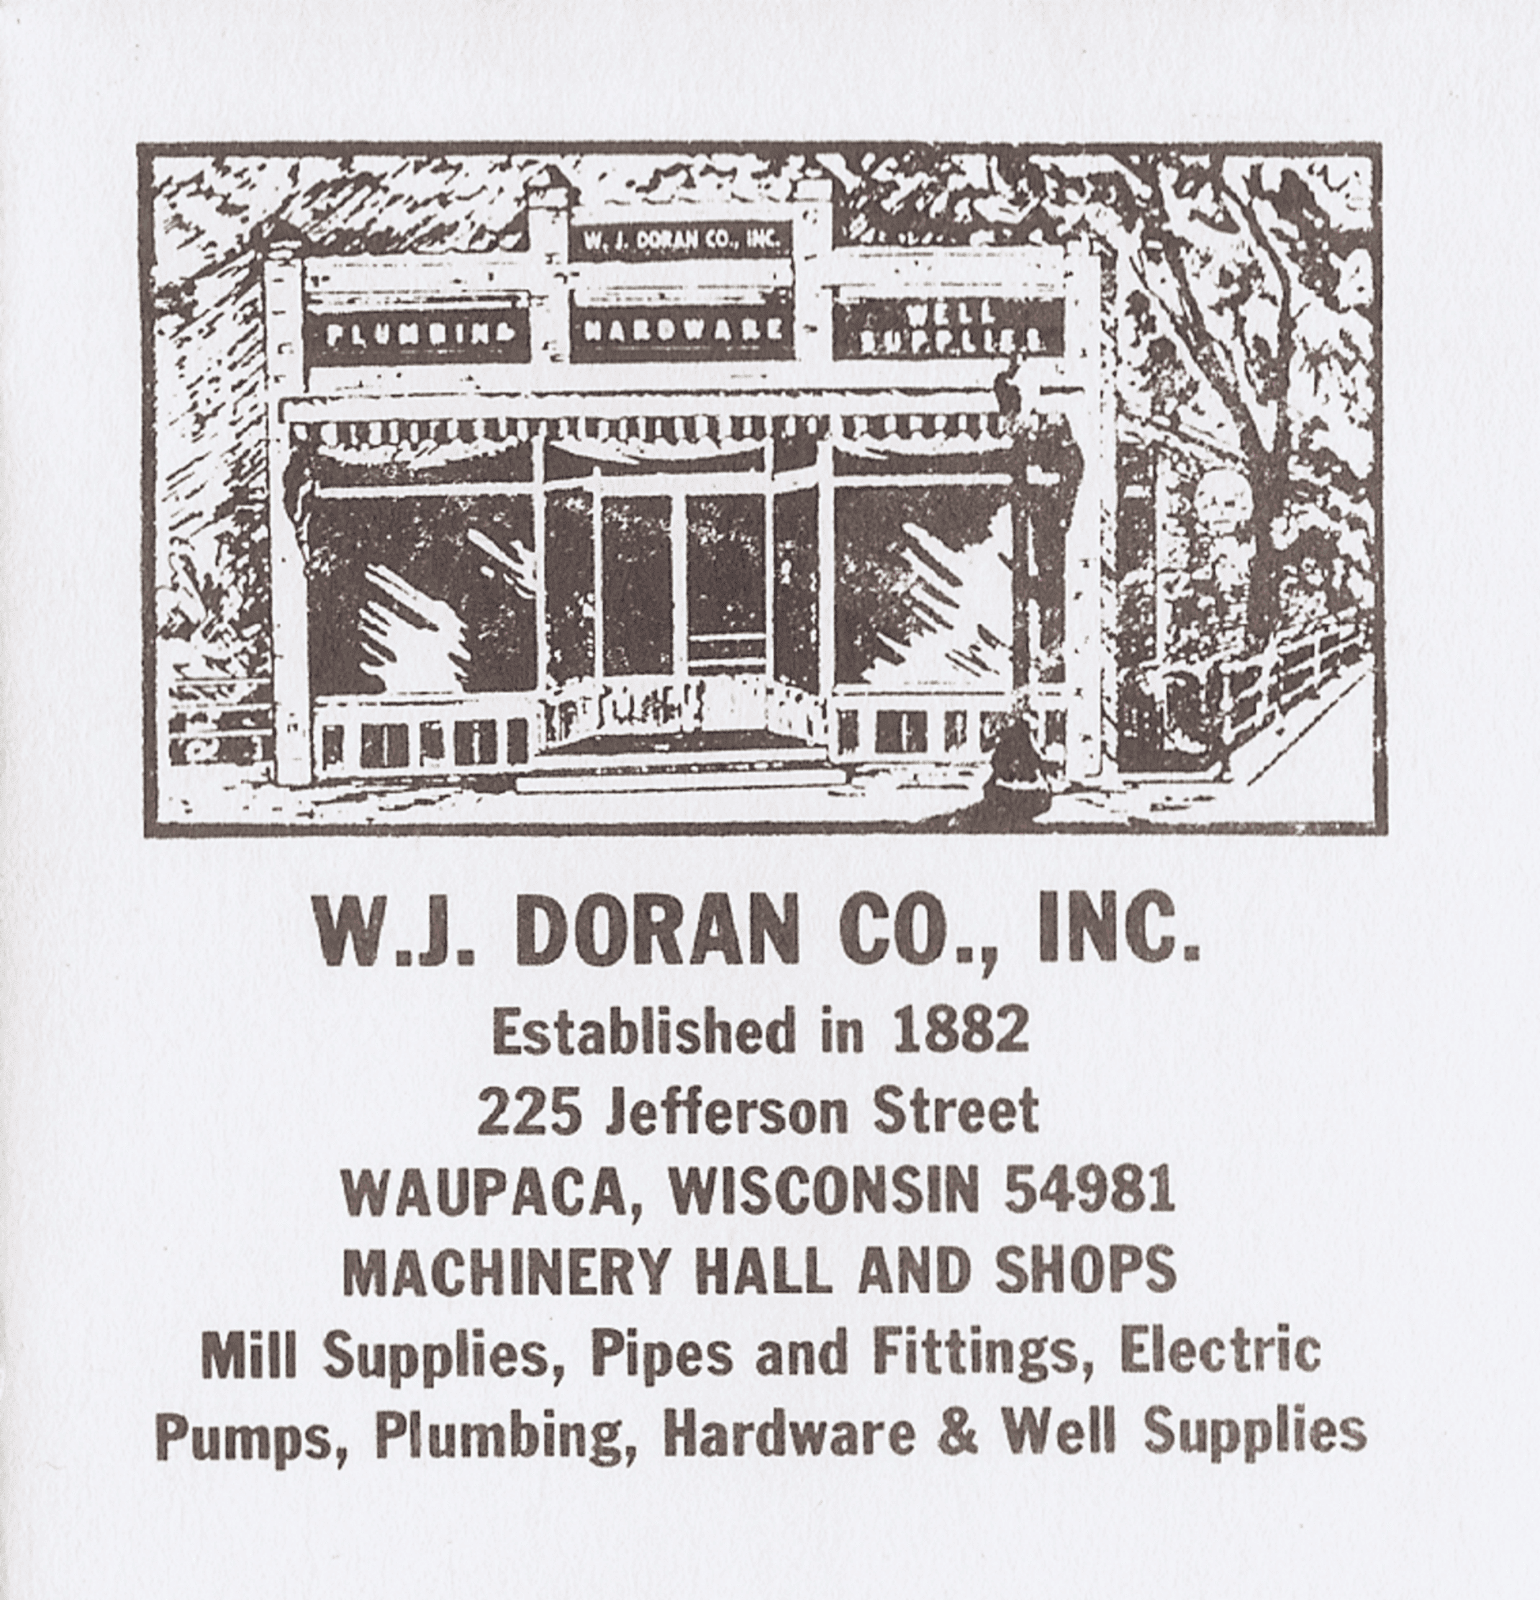 W. J. DORAN CO., INC.
PLUMBING
HARDWARE
WELL
SUPPLIES
W.J. DORAN CO., INC.
Established in 1882
225 Jefferson Street
WAUPACA, WISCONSIN 54981
MACHINERY HALL AND SHOPS
Mill Supplies, Pipes and Fittings, Electric
Pumps, Plumbing, Hardware & Well Supplies